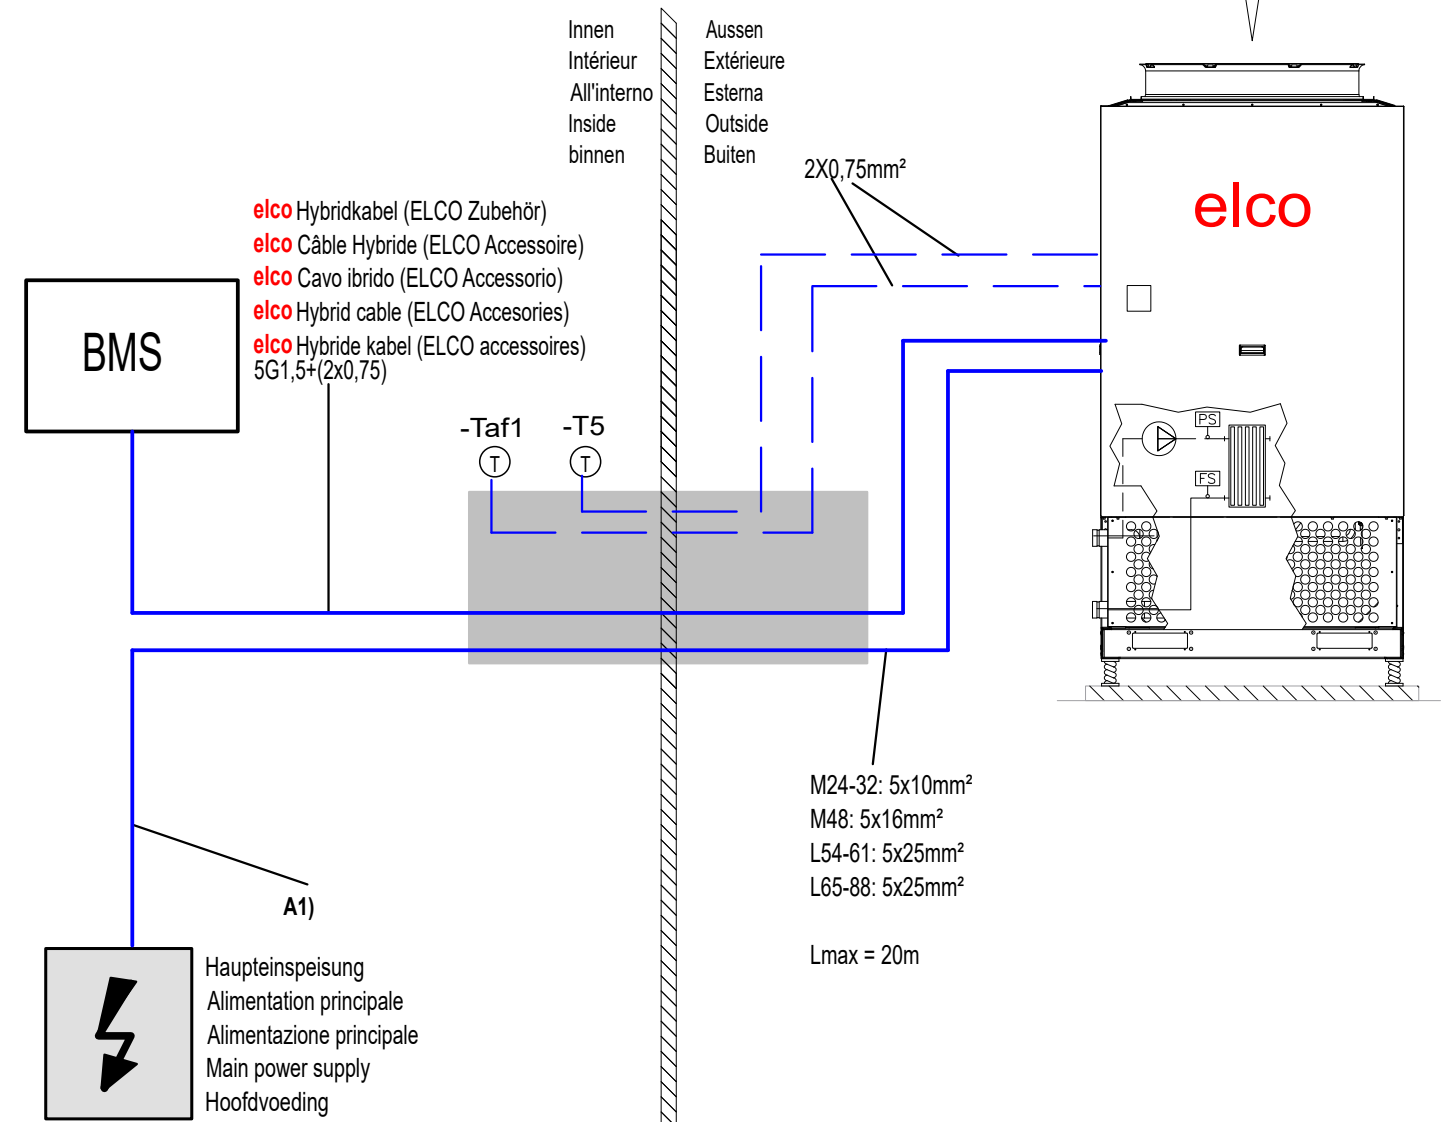 Innen
Intérieur
All'interno
Inside
binnen
Aussen
Extérieure
Esterna
Outside
Buiten
2X0,75mm²
elco
elco Hybridkabel (ELCO Zubehör)
elco Câble Hybride (ELCO Accessoire)
elco Cavo ibrido (ELCO Accessorio)
elco Hybrid cable (ELCO Accesories)
elco Hybride kabel (ELCO accessoires)
5G1,5+(2x0,75)
BMS
-Taf1
-T5
T
T
PS
FS
M24-32: 5x10mm²
M48: 5x16mm²
L54-61: 5x25mm²
L65-88: 5x25mm²
Lmax = 20m
A1)
Haupteinspeisung
Alimentation principale
Alimentazione principale
Main power supply
Hoofdvoeding